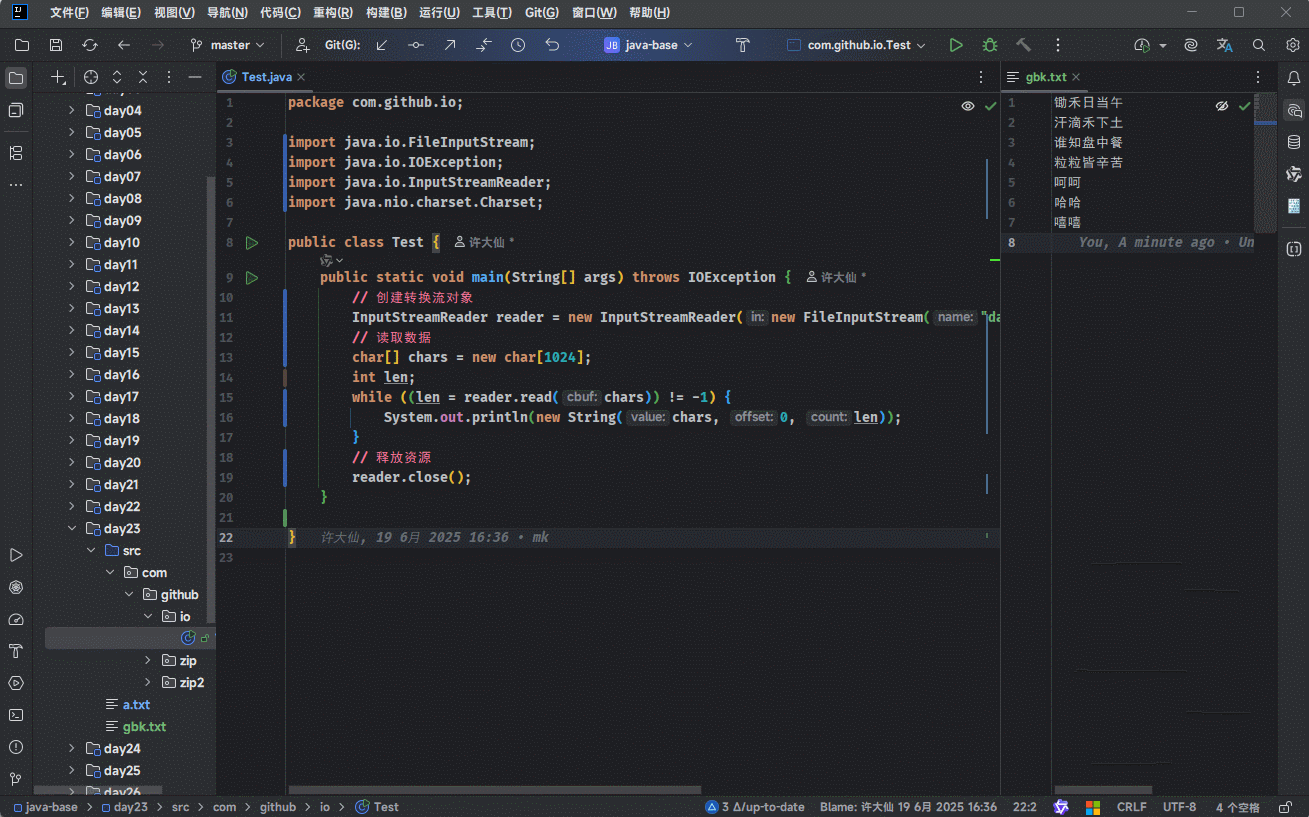 文件(F) 编辑(E) 视图(V) 导航(N) 代码(C) 重构(R) 构建(B) 运行(U) 工具(T) Git(G) 窗口(W) 帮助(H)
master Git(G): JB java-base com.github.io.Test
Test.java
gbk.txt
day04
day05
day06
day07
day08
day09
day10
day11
day12
day13
day14
day15
day16
day17
day18
day19
day20
day21
day22
day23
src
com
github
io
zip
zip2
a.txt
gbk.txt
day24
day25
day26
1 package com.github.io;
2
3 import java.io.FileInputStream;
4 import java.io.IOException;
5 import java.io.InputStreamReader;
6 import java.nio.charset.Charset;
7
8 public class Test { 许大仙 *
9 public static void main(String[] args) throws IOException { 许大仙 *
10 // 创建转换流对象
11 InputStreamReader reader = new InputStreamReader( in: new FileInputStream( name: "da
12 // 读取数据
13 char[] chars = new char[1024];
14 int len;
15 while ((len = reader.read( cbuf: chars)) != -1) {
16 System.out.println(new String( value: chars, offset: 0, count: len));
17 }
18 // 释放资源
19 reader.close();
20 }
21
22 } 许大仙, 19 6月 2025 16:36 • mk
23
1 锄禾日当午
2 汗滴禾下土
3 谁知盘中餐
4 粒粒皆辛苦
5 呵呵
6 哈哈
7 嘻嘻
8 You, A minute ago • Un
java-base > day23 > src > com > github > io > Test
3 Δ/up-to-date Blame: 许大仙 19 6月 2025 16:36 22:2 CRLF UTF-8 4 个空格